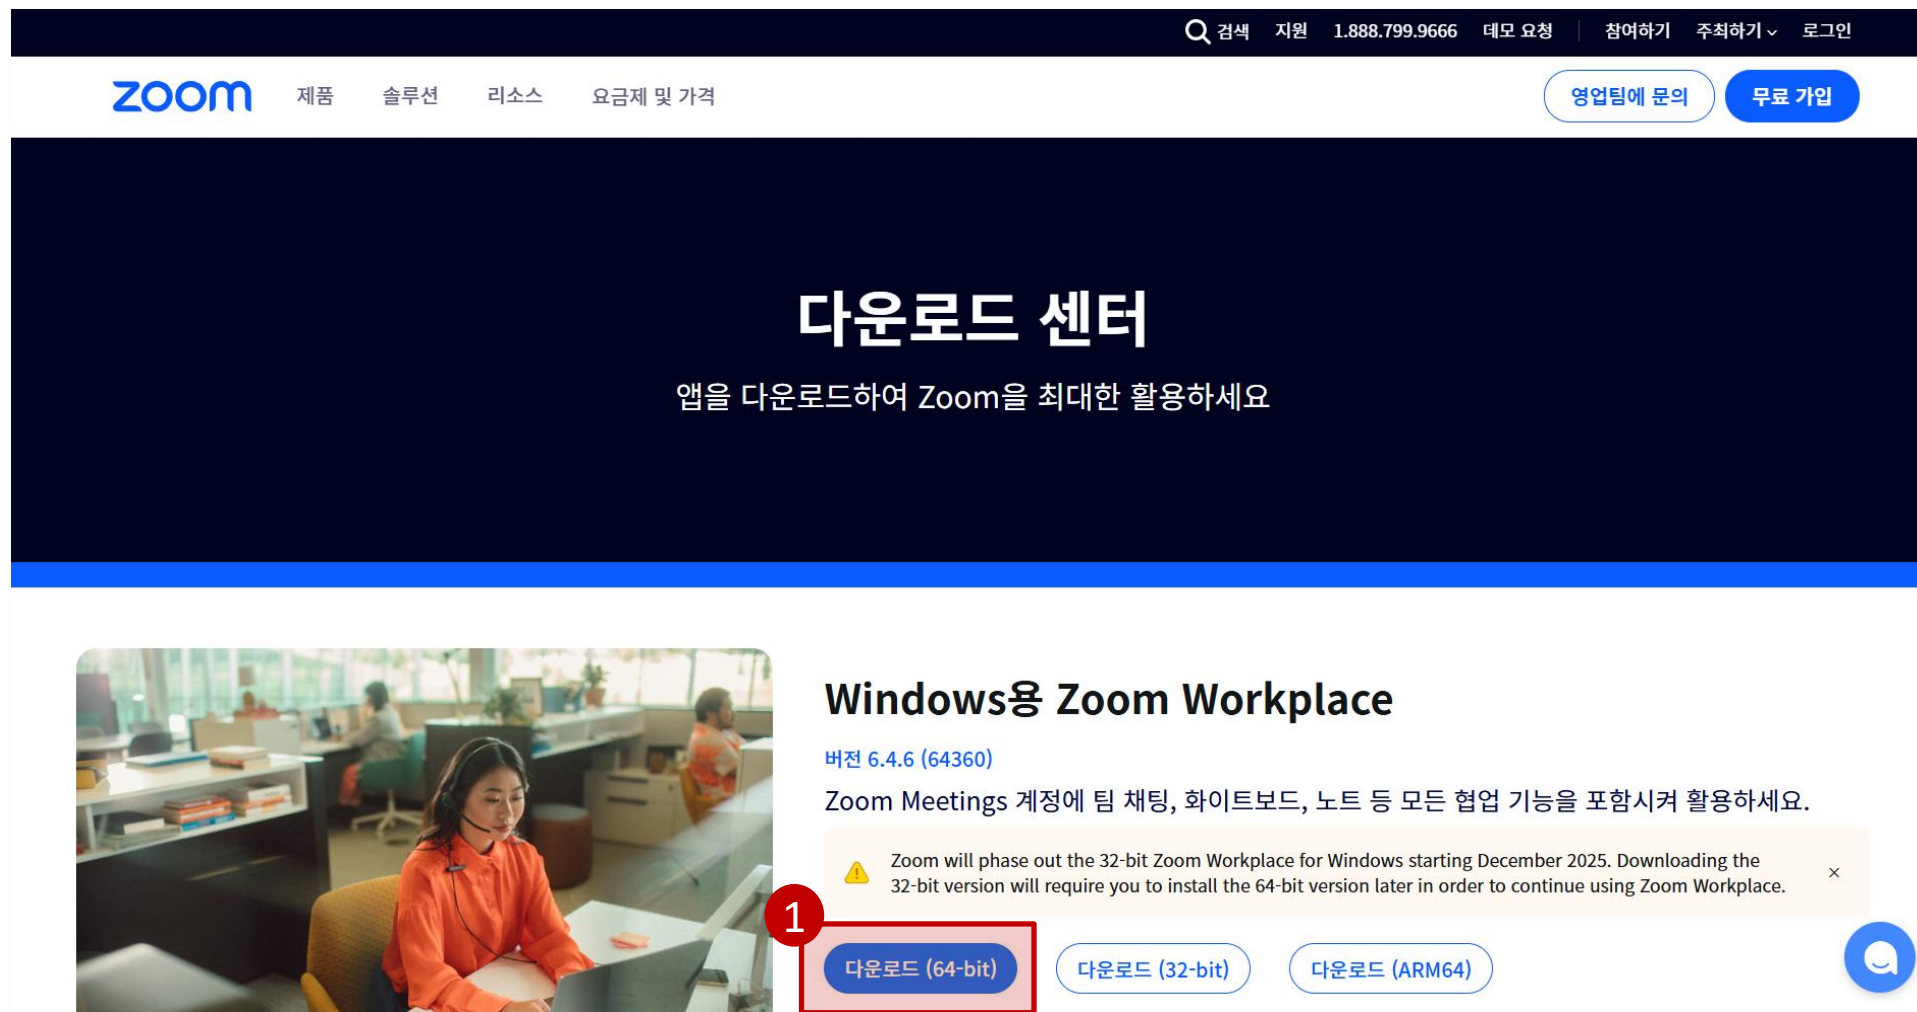 검색 지원 1.888.799.9666 데모 요청 참여하기 주최하기 로그인
zoom 제품 솔루션 리소스 요금제 및 가격 영업팀에 문의 무료 가입
다운로드 센터
앱을 다운로드하여 Zoom을 최대한 활용하세요
Windows용 Zoom Workplace
버전 6.4.6 (64360)
Zoom Meetings 계정에 팀 채팅, 화이트보드, 노트 등 모든 협업 기능을 포함시켜 활용하세요.
Zoom will phase out the 32-bit Zoom Workplace for Windows starting December 2025. Downloading the
32-bit version will require you to install the 64-bit version later in order to continue using Zoom Workplace.
1
다운로드 (64-bit) 다운로드 (32-bit) 다운로드 (ARM64)